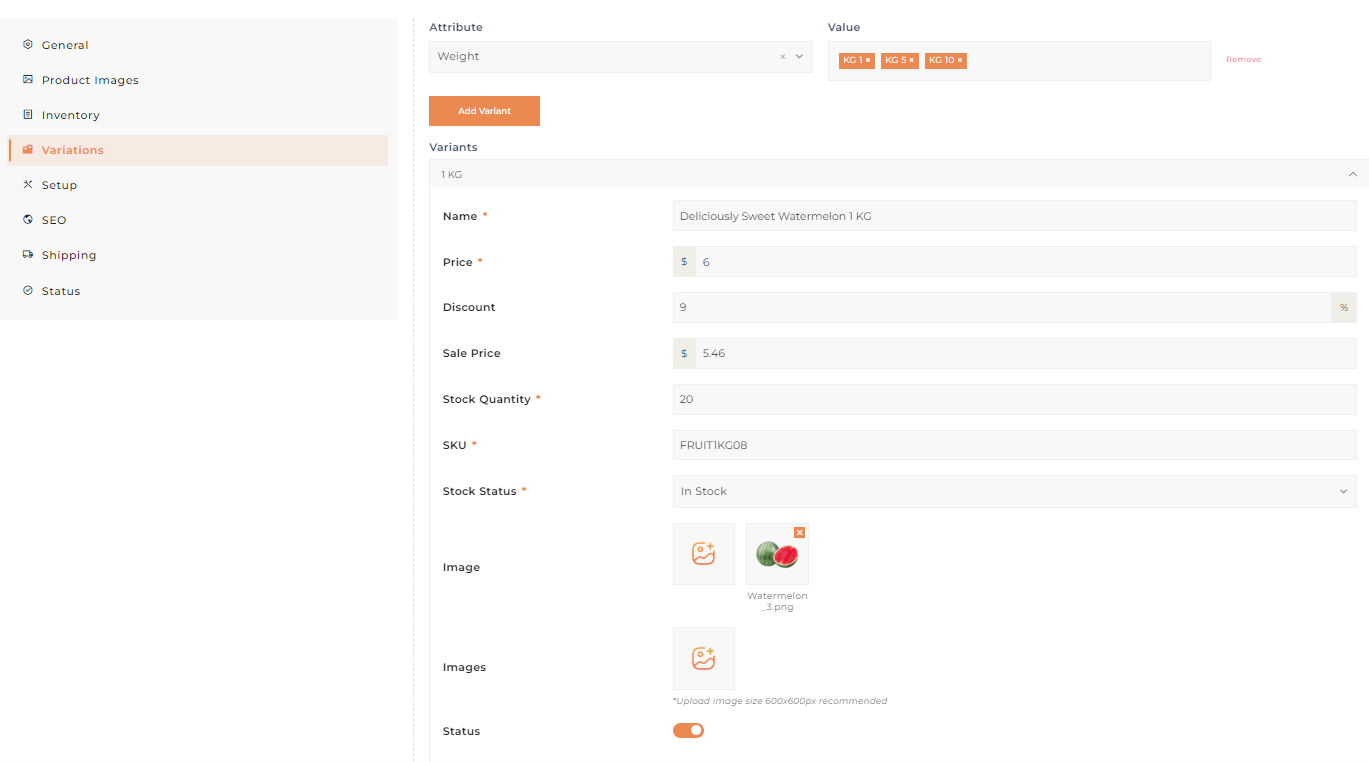 General
Product Images
Inventory
Variations
Setup
SEO
Shipping
Status
Attribute
Value
Weight × 
KG 1 × KG 5 × KG 10 ×
Remove
Add Variant
Variants
1 KG
Name *
Deliciously Sweet Watermelon 1 KG
Price *
$ 6
Discount
9 %
Sale Price
$ 5.46
Stock Quantity *
20
SKU *
FRUIT1KG08
Stock Status *
In Stock
Image
Watermelon
_3.png
Images
*Upload image size 600x600px recommended
Status